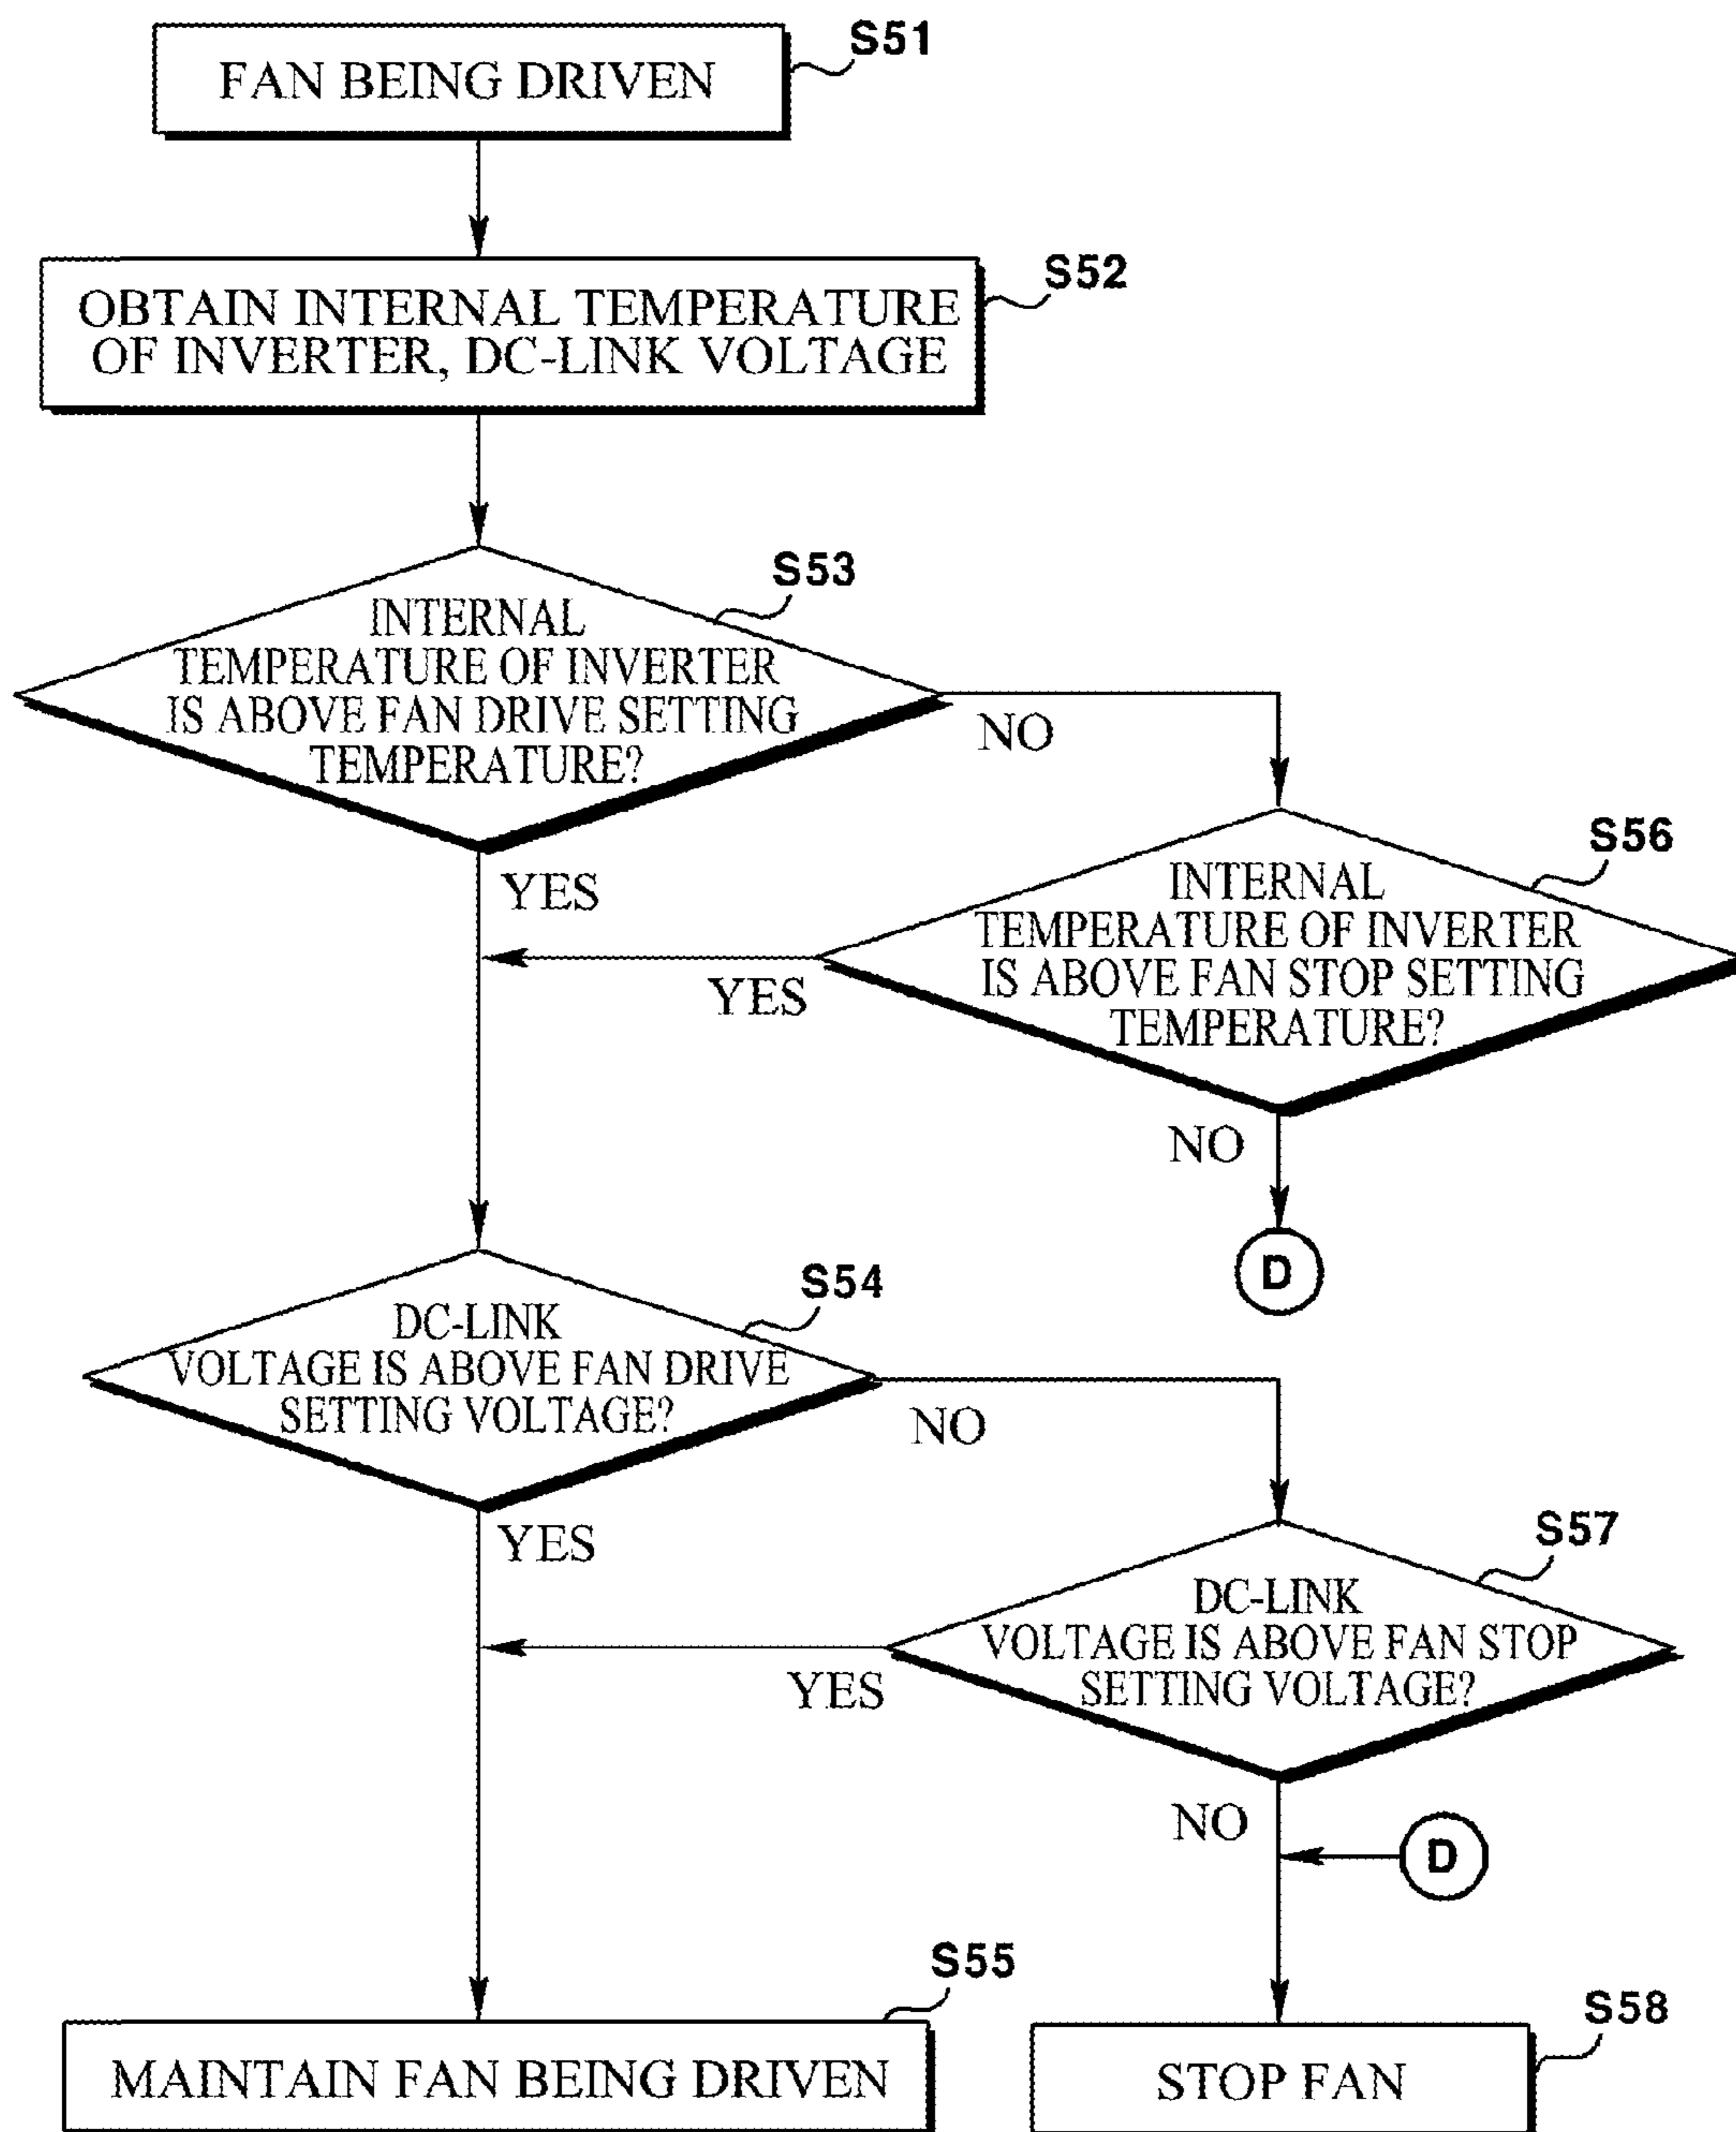 S51
FAN BEING DRIVEN
S52
OBTAIN INTERNAL TEMPERATURE
OF INVERTER, DC-LINK VOLTAGE
S53
INTERNAL
TEMPERATURE OF INVERTER
IS ABOVE FAN DRIVE SETTING
TEMPERATURE?
NO
YES
S56
INTERNAL
TEMPERATURE OF INVERTER
IS ABOVE FAN STOP SETTING
TEMPERATURE?
YES
NO
D
S54
DC-LINK
VOLTAGE IS ABOVE FAN DRIVE
SETTING VOLTAGE?
NO
YES
S57
DC-LINK
VOLTAGE IS ABOVE FAN STOP
SETTING VOLTAGE?
YES
NO
D
S55
MAINTAIN FAN BEING DRIVEN
S58
STOP FAN